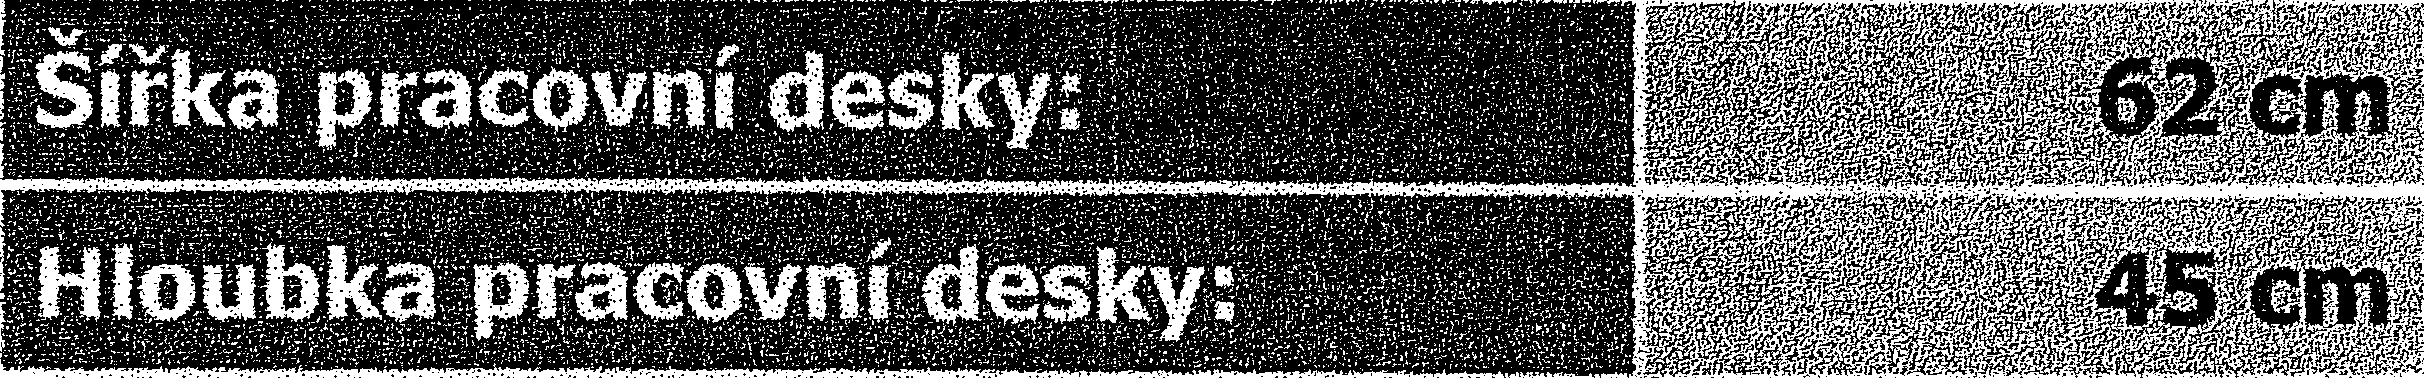 Šířka pracovní desky: 62 cm
Hloubka pracovní desky: 45 cm